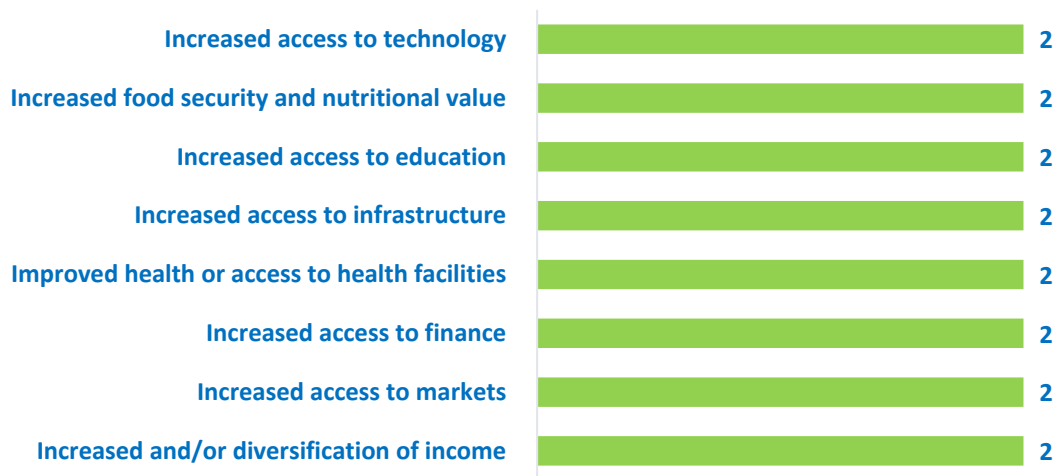 Increased access to technology 2
Increased food security and nutritional value 2
Increased access to education 2
Increased access to infrastructure 2
Improved health or access to health facilities 2
Increased access to finance 2
Increased access to markets 2
Increased and/or diversification of income 2